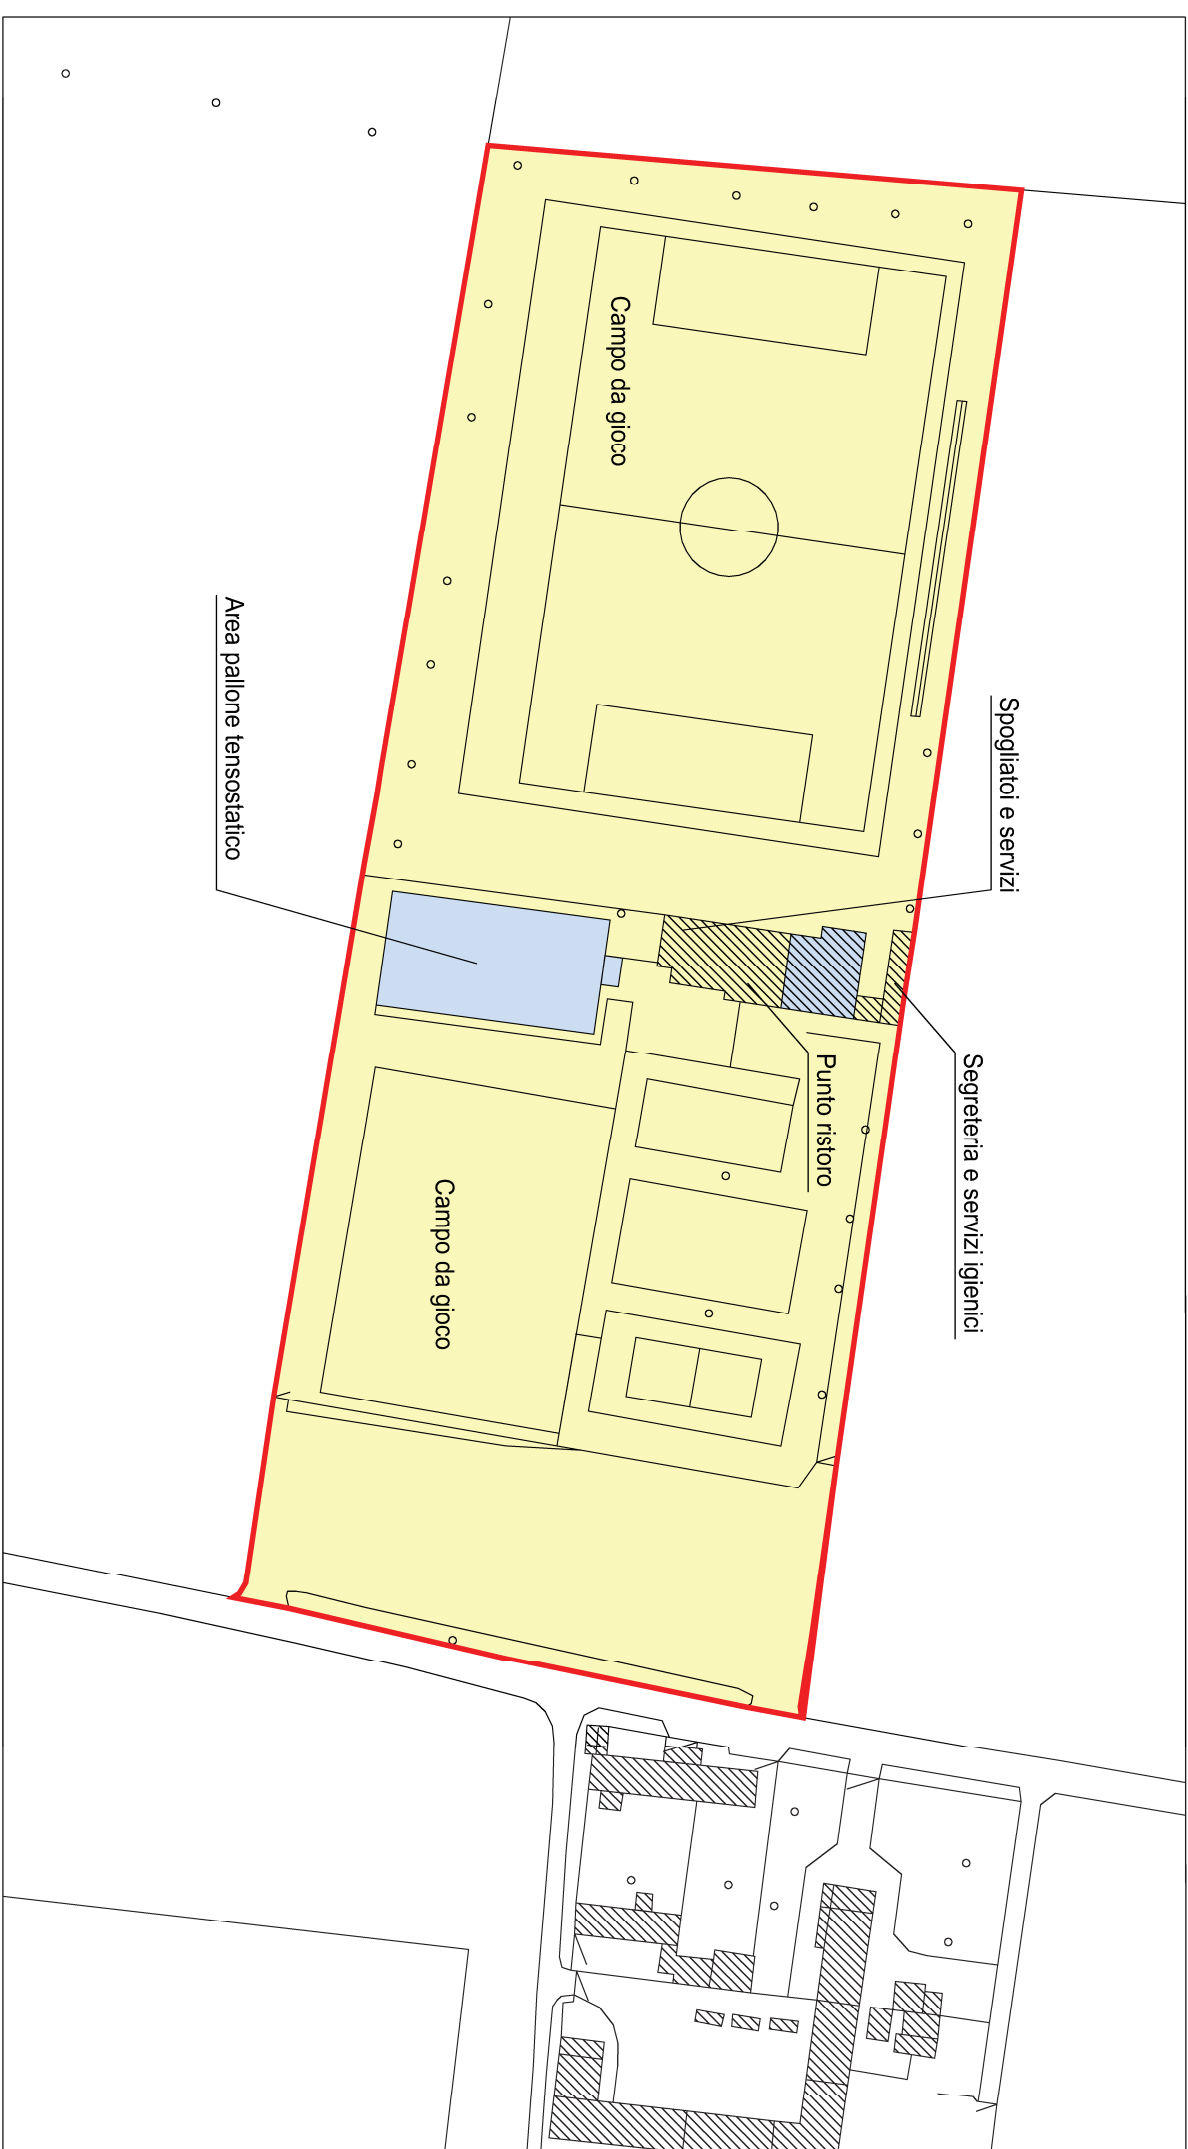 Campo da gioco
Spogliatoi e servizi
Area pallone tensostatico
Segreteria e servizi igienici
Punto ristoro
Campo da gioco